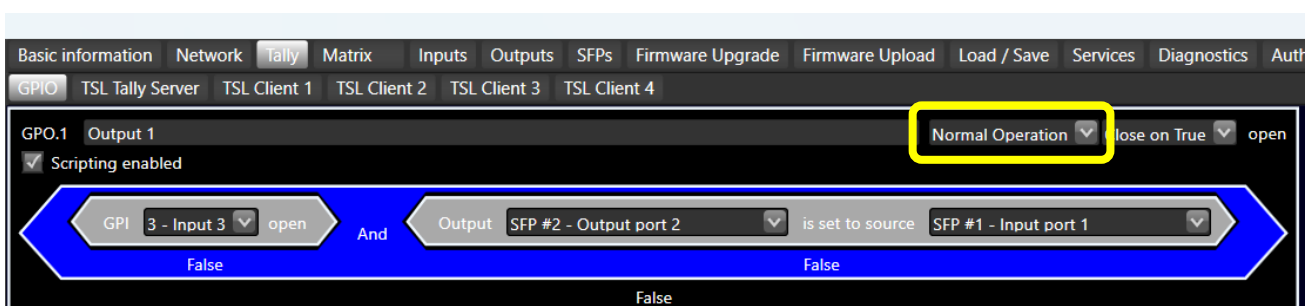 Basic information Network Tally Matrix Inputs Outputs SFPs Firmware Upgrade Firmware Upload Load / Save Services Diagnostics Auth
GPIO TSL Tally Server TSL Client 1 TSL Client 2 TSL Client 3 TSL Client 4
GPO.1 Output 1 Normal Operation Close on True open
Scripting enabled
GPI 3 - Input 3 open And Output SFP #2 - Output port 2 is set to source SFP #1 - Input port 1
False False
False